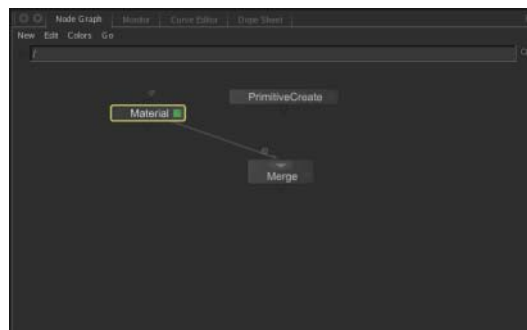 Node Graph Monitor Curve Editor Dope Sheet
New Edit Colors Go
/
PrimitiveCreate
Material
Merge